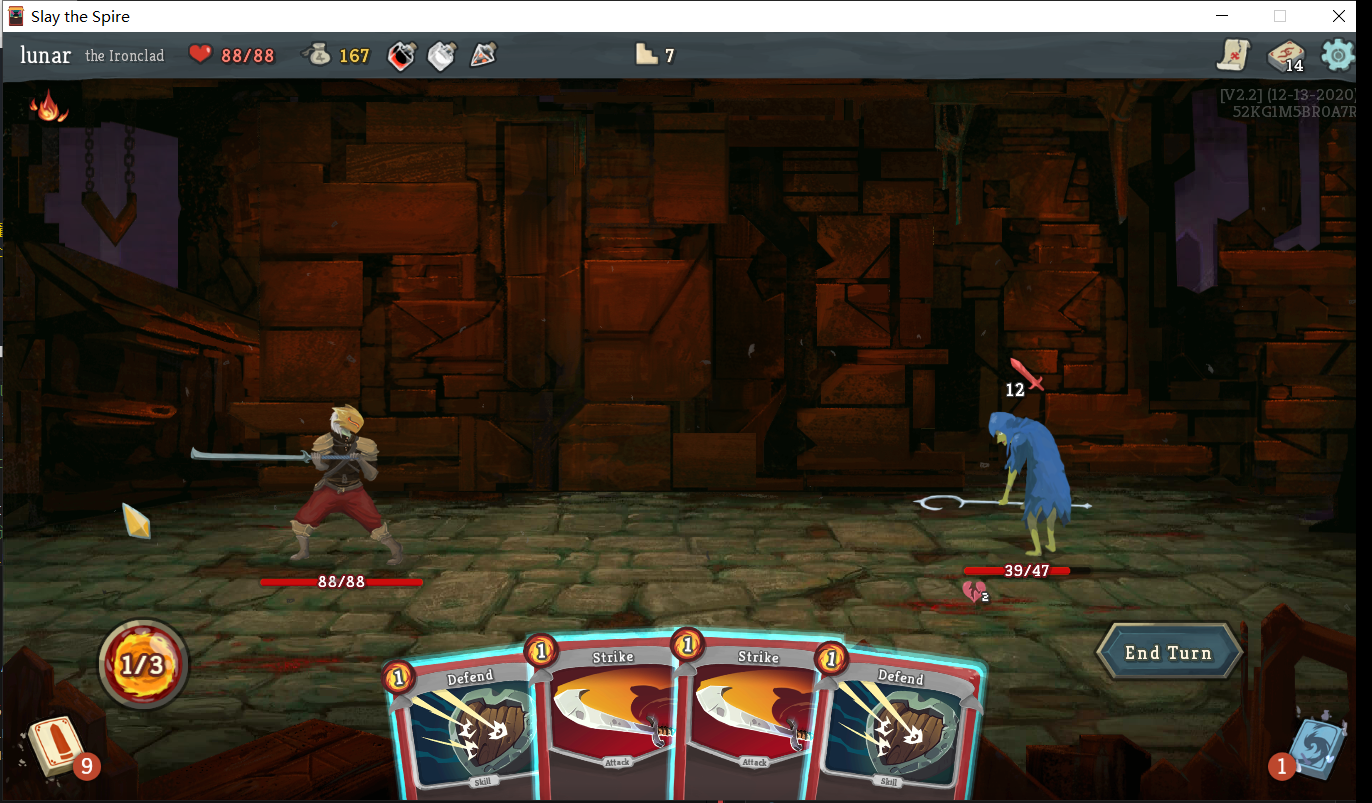 Slay the Spire
lunar the Ironclad 88/88 167 7 14
[V2.2] (12-13-2020)
52KG1M5BR0A7R
12
88/88
39/47
2
1/3
1 Defend
1 Strike
1 Strike
1 Defend
End Turn
Skill
Attack
Attack
Skill
9
1